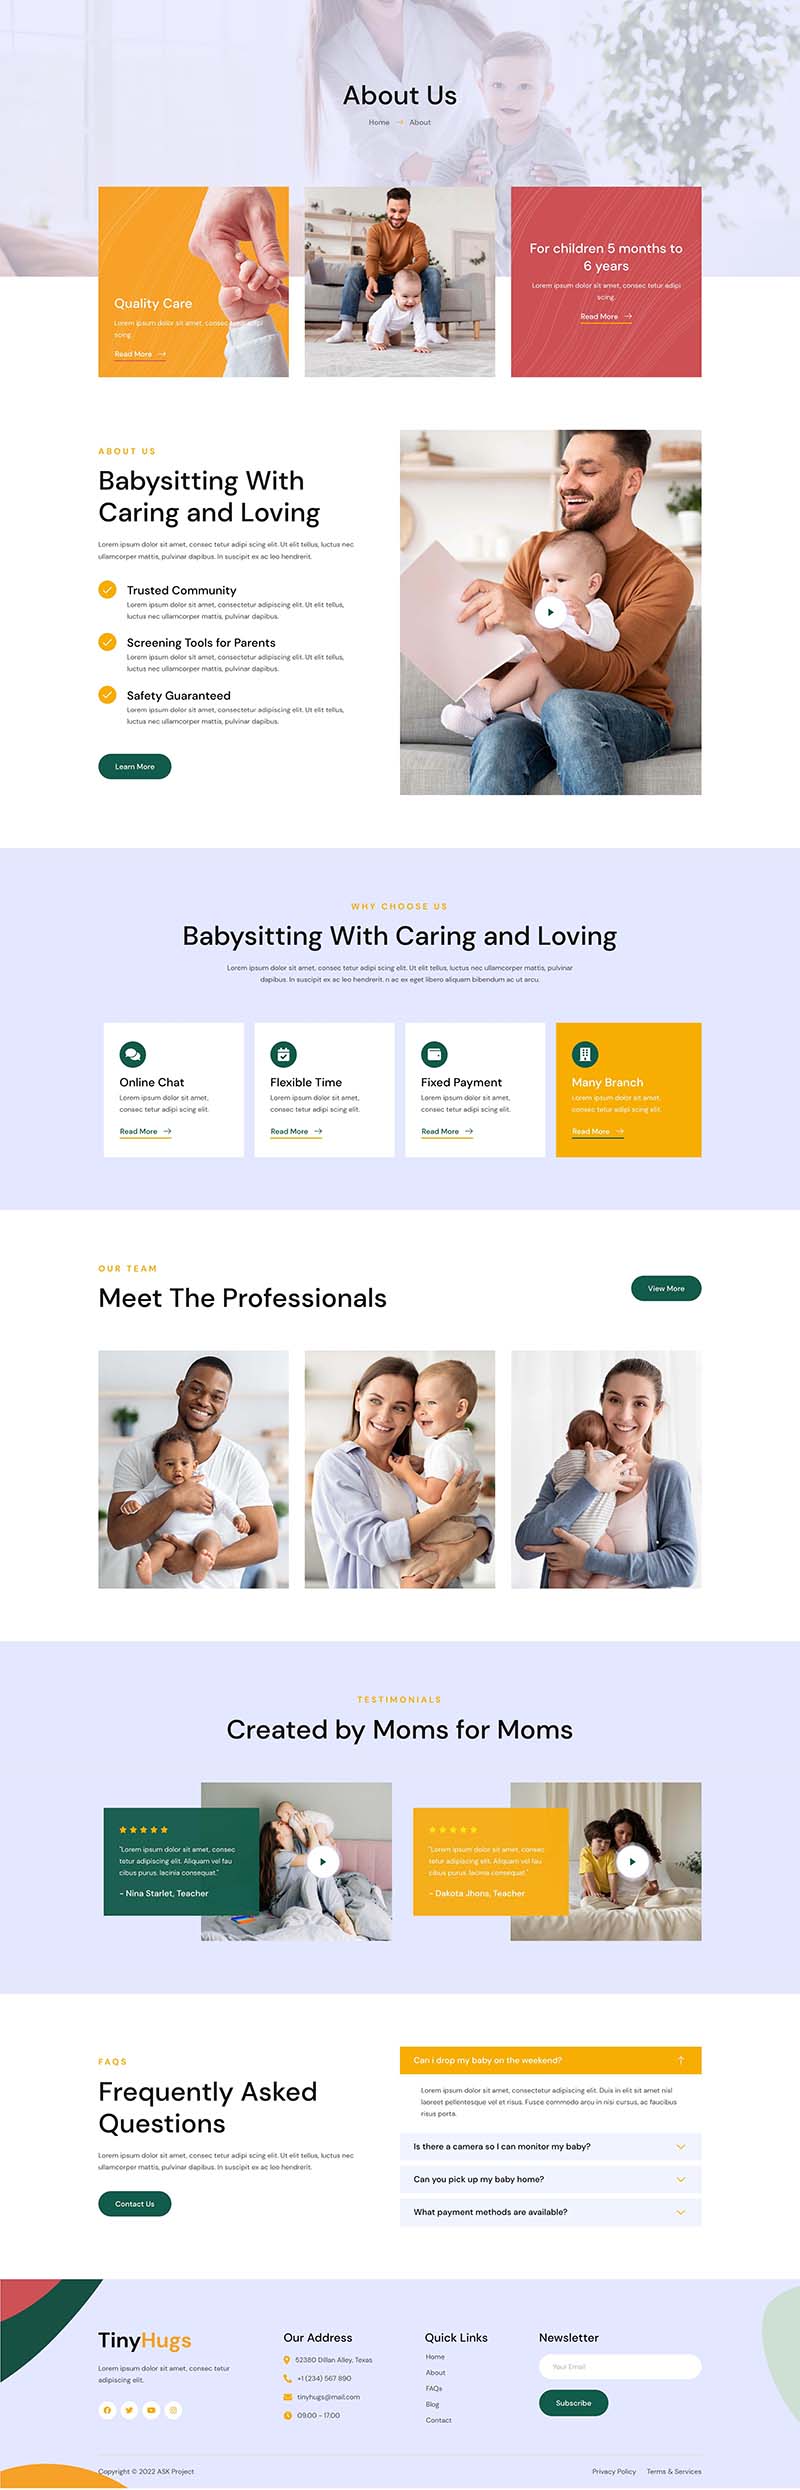 About Us
Home → About
Quality Care
Lorem ipsum dolor sit amet, consec tetur adipi
scing.
Read More →
For children 5 months to
6 years
Lorem ipsum dolor sit amet, consec tetur adipi
scing.
Read More →
ABOUT US
Babysitting With
Caring and Loving
Lorem ipsum dolor sit amet, consec tetur adipi scing elit. Ut elit tellus, luctus nec
ullamcorper mattis, pulvinar dapibus. In suscipit ex ac leo hendrerit.
Trusted Community
Lorem ipsum dolor sit amet, consectetur adipiscing elit. Ut elit tellus,
luctus nec ullamcorper mattis, pulvinar dapibus.
Screening Tools for Parents
Lorem ipsum dolor sit amet, consectetur adipiscing elit. Ut elit tellus,
luctus nec ullamcorper mattis, pulvinar dapibus.
Safety Guaranteed
Lorem ipsum dolor sit amet, consectetur adipiscing elit. Ut elit tellus,
luctus nec ullamcorper mattis, pulvinar dapibus.
Learn More
WHY CHOOSE US
Babysitting With Caring and Loving
Lorem ipsum dolor sit amet, consec tetur adipi scing elit. Ut elit tellus, luctus nec ullamcorper mattis, pulvinar
dapibus. In suscipit ex ac leo hendrerit. n ac ex eget libero aliquam bibendum ac ut arcu.
Online Chat
Lorem ipsum dolor sit amet,
consec tetur adipi scing elit.
Read More →
Flexible Time
Lorem ipsum dolor sit amet,
consec tetur adipi scing elit.
Read More →
Fixed Payment
Lorem ipsum dolor sit amet,
consec tetur adipi scing elit.
Read More →
Many Branch
Lorem ipsum dolor sit amet,
consec tetur adipi scing elit.
Read More →
OUR TEAM
Meet The Professionals
View More
TESTIMONIALS
Created by Moms for Moms
"Lorem ipsum dolor sit amet, consec
tetur adipiscing elit. Aliquam vel fau
cibus purus, lacinia consequat."
- Nina Starlet, Teacher
"Lorem ipsum dolor sit amet, consec
tetur adipiscing elit. Aliquam vel fau
cibus purus, lacinia consequat."
- Dakota Jhons, Teacher
FAQS
Frequently Asked
Questions
Lorem ipsum dolor sit amet, consec tetur adipi scing elit. Ut elit tellus, luctus nec
ullamcorper mattis, pulvinar dapibus. In suscipit ex ac leo hendrerit.
Contact Us
Can i drop my baby on the weekend?
Lorem ipsum dolor sit amet, consectetur adipiscing elit. Duis in elit sit amet nisl
laoreet pellentesque vel et risus. Fusce commodo arcu in nisi cursus, ac faucibus
risus porta.
Is there a camera so I can monitor my baby?
Can you pick up my baby home?
What payment methods are available?
TinyHugs
Lorem ipsum dolor sit amet, consec tetur
adipiscing elit.
Our Address
52380 Dillan Alley, Texas
+1 (234) 567 890
tinyhugs@mail.com
09.00 - 17.00
Quick Links
Home
About
FAQs
Blog
Contact
Newsletter
Your Email
Subscribe
Copyright © 2022 ASK Project
Privacy Policy
Terms & Services